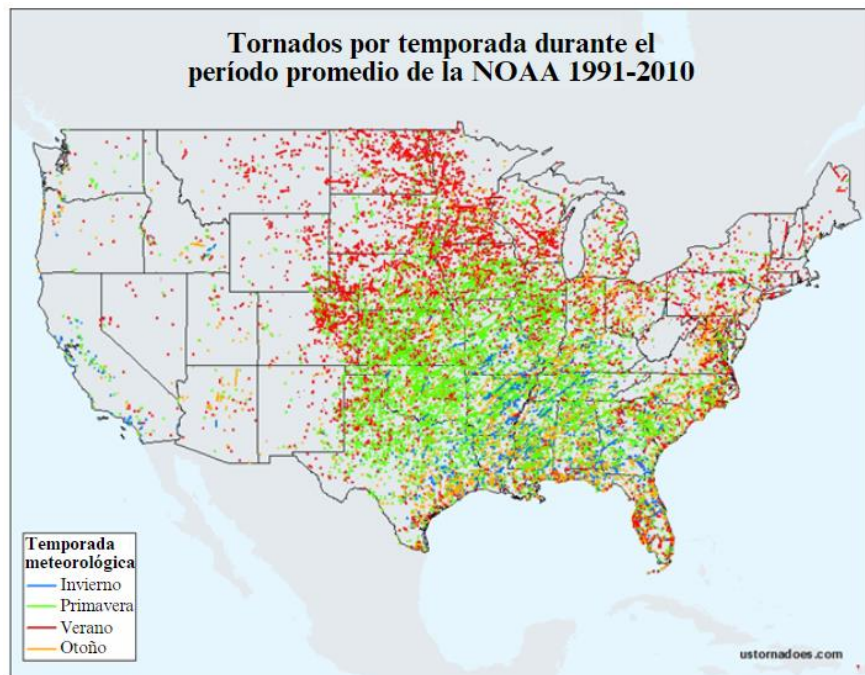 Tornados por temporada durante el
período promedio de la NOAA 1991-2010
Temporada
meteorológica
Invierno
Primavera
Verano
Otoño
ustornadoes.com